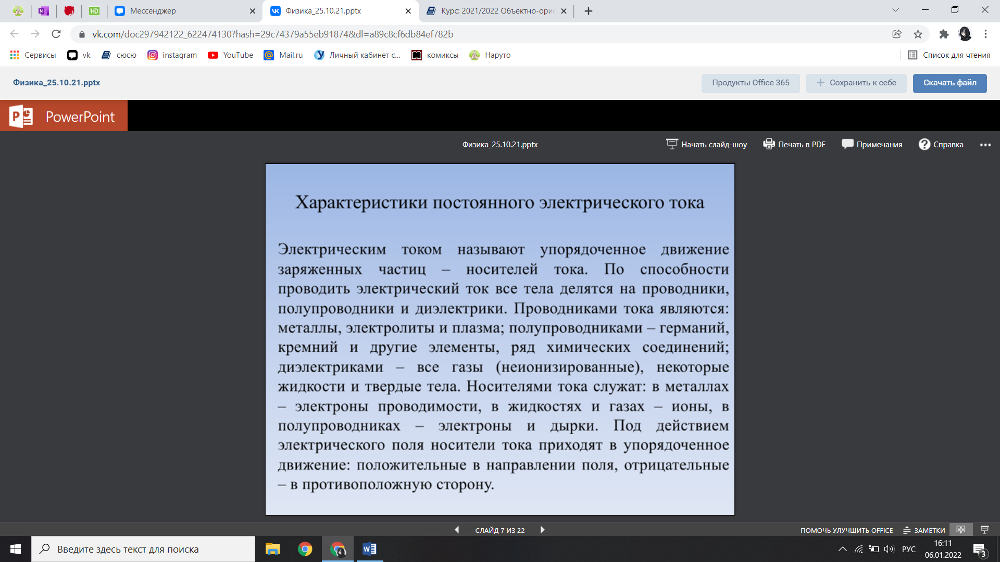 Мессенджер
Физика_25.10.21.pptx
Курс: 2021/2022 Объектно-орие
vk.com/doc297942122_622474130?hash=29c74379a55eb91874&dl=a89c8cf6db84ef782b
Сервисы
vk
сюсю
instagram
YouTube
Mail.ru
Личный кабинет с...
комиксы
Наруто
Список для чтения
Физика_25.10.21.pptx
Продукты Office 365
Сохранить к себе
Скачать файл
PowerPoint
Физика_25.10.21.pptx
Начать слайд-шоу
Печать в PDF
Примечания
Справка
Характеристики постоянного электрического тока
Электрическим током называют упорядоченное движение
заряженных частиц – носителей тока. По способности
проводить электрический ток все тела делятся на проводники,
полупроводники и диэлектрики. Проводниками тока являются:
металлы, электролиты и плазма; полупроводниками – германий,
кремний и другие элементы, ряд химических соединений;
диэлектриками – все газы (неионизированные), некоторые
жидкости и твердые тела. Носителями тока служат: в металлах
– электроны проводимости, в жидкостях и газах – ионы, в
полупроводниках – электроны и дырки. Под действием
электрического поля носители тока приходят в упорядоченное
движение: положительные в направлении поля, отрицательные
– в противоположную сторону.
СЛАЙД 7 ИЗ 22
ПОМОЧЬ УЛУЧШИТЬ OFFICE
ЗАМЕТКИ
Введите здесь текст для поиска
РУС
16:11
06.01.2022
3